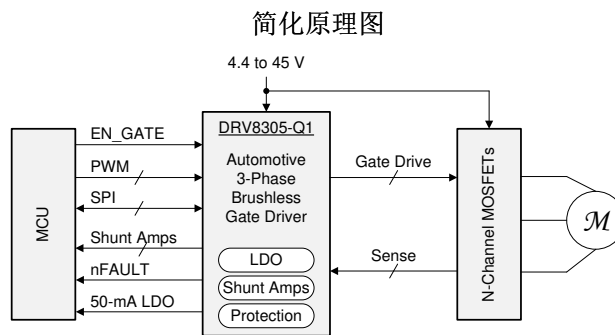 简化原理图
4.4 to 45 V
MCU
EN_GATE
PWM
SPI
Shunt Amps
nFAULT
50-mA LDO
DRV8305-Q1
Automotive
3-Phase
Brushless
Gate Driver
LDO
Shunt Amps
Protection
Gate Drive
Sense
N-Channel MOSFETs
M